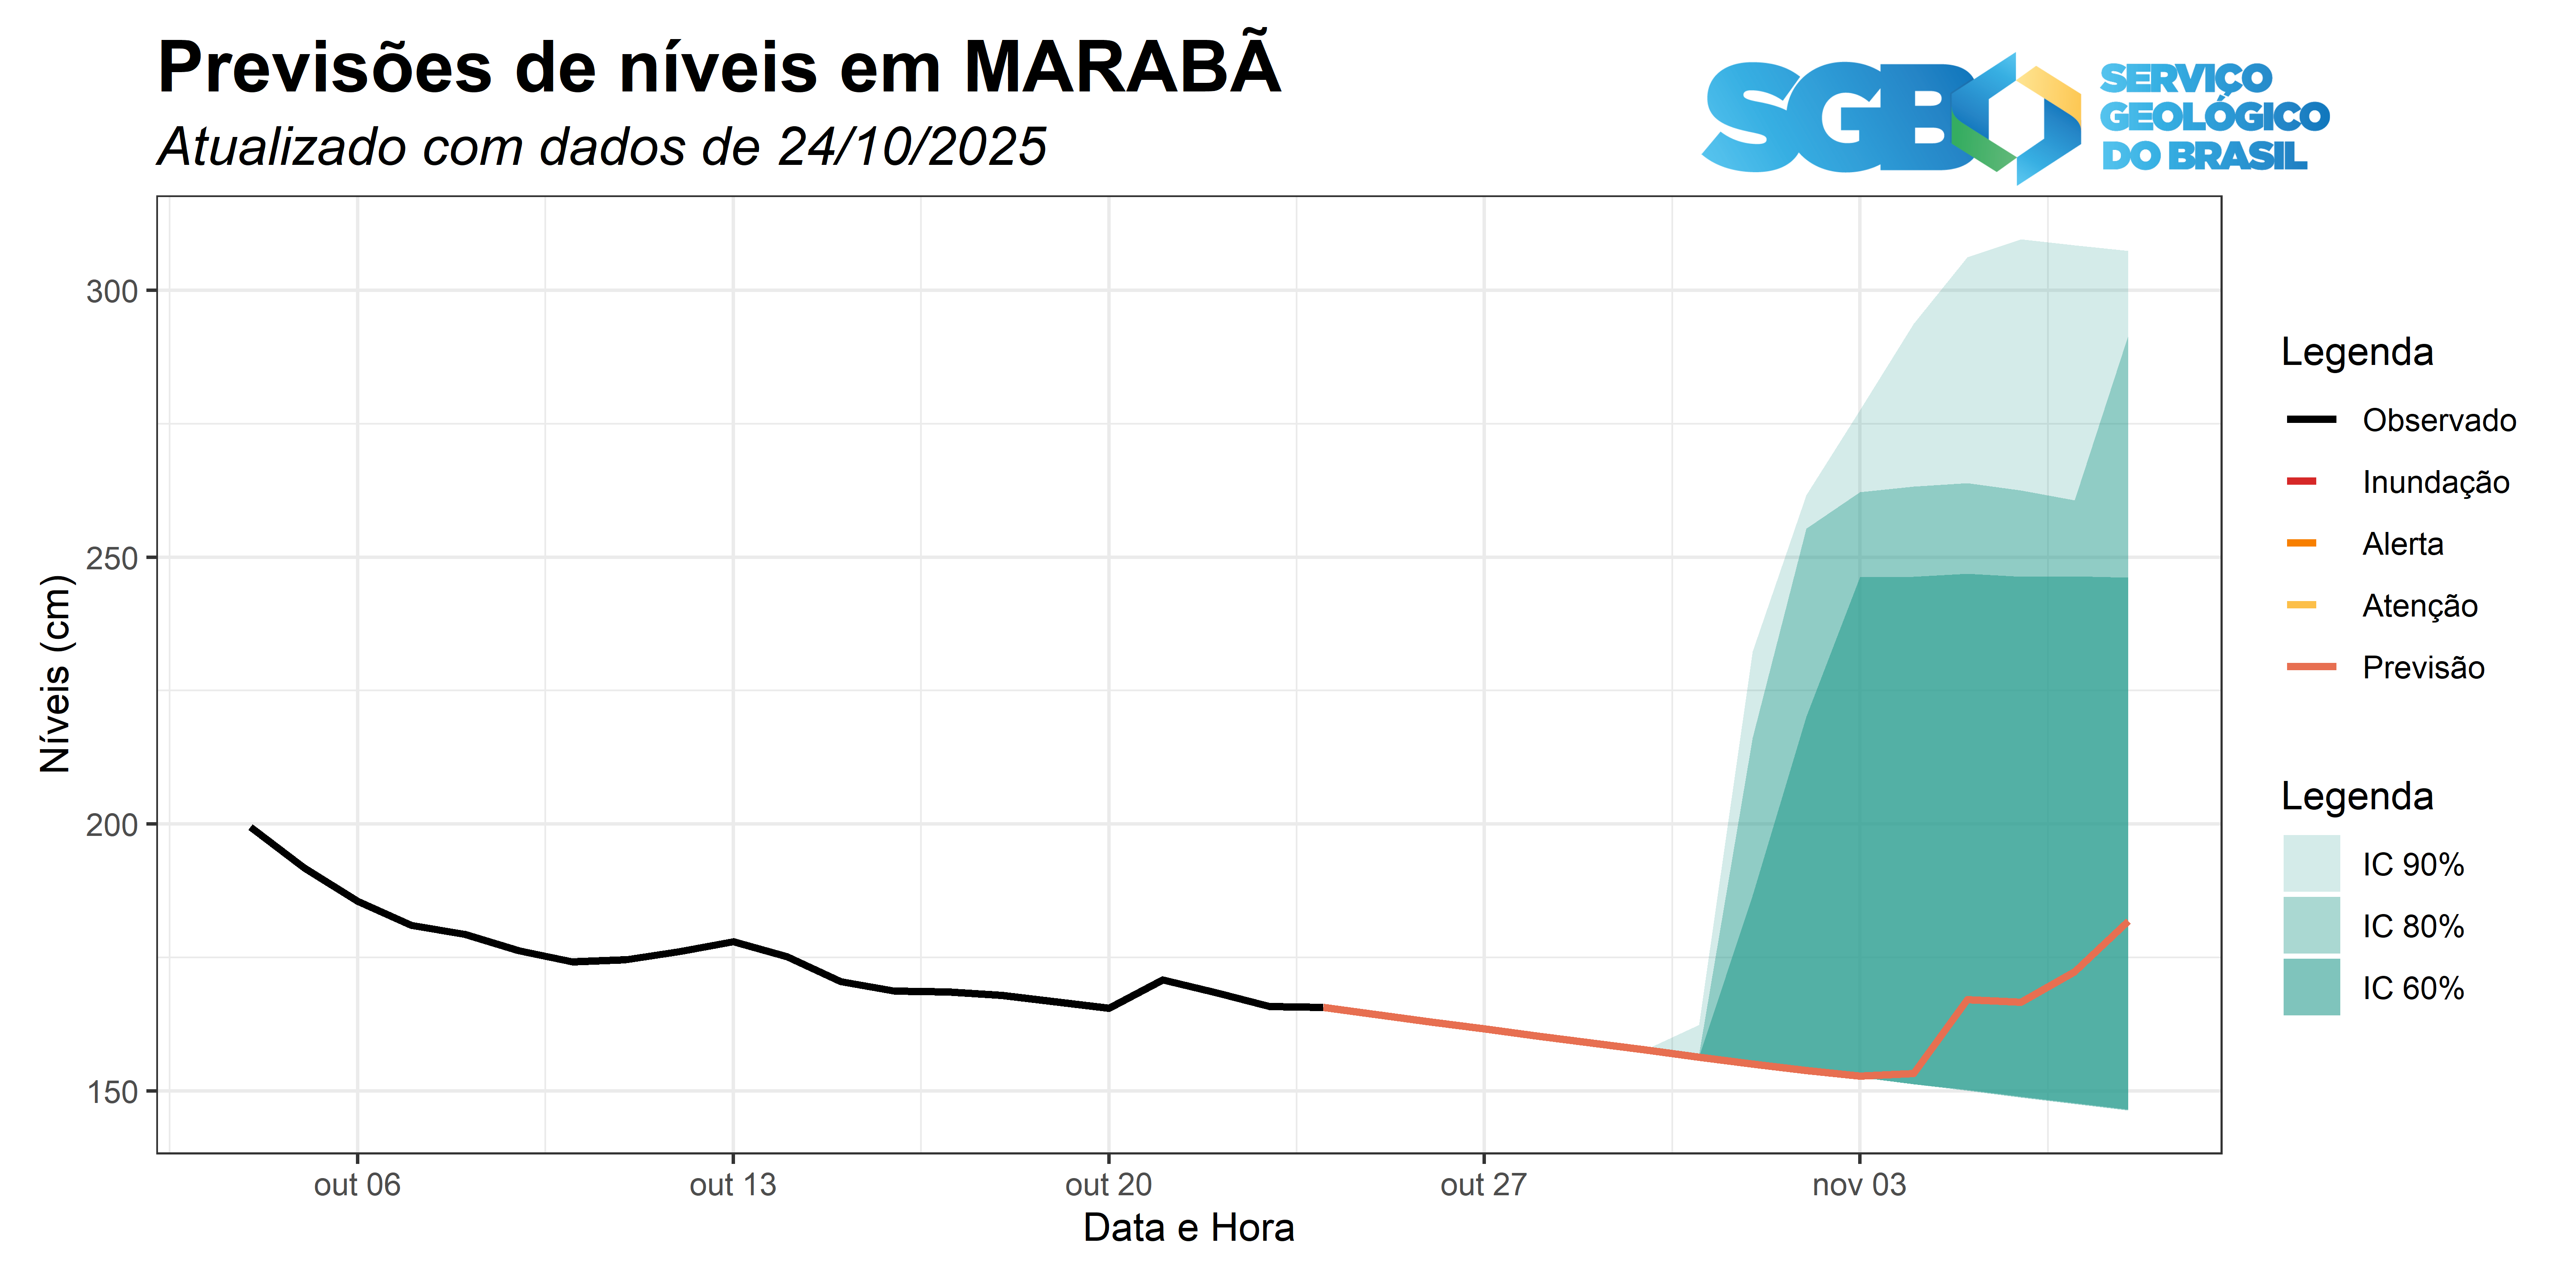 Previsões de níveis em MARABÃ
Atualizado com dados de 24/10/2025
SGB
SERVIÇO
GEOLÓGICO
DO BRASIL
Níveis (cm)
300
250
200
150
out 06
out 13
out 20
out 27
nov 03
Data e Hora
Legenda
Observado
Inundação
Alerta
Atenção
Previsão
Legenda
IC 90%
IC 80%
IC 60%